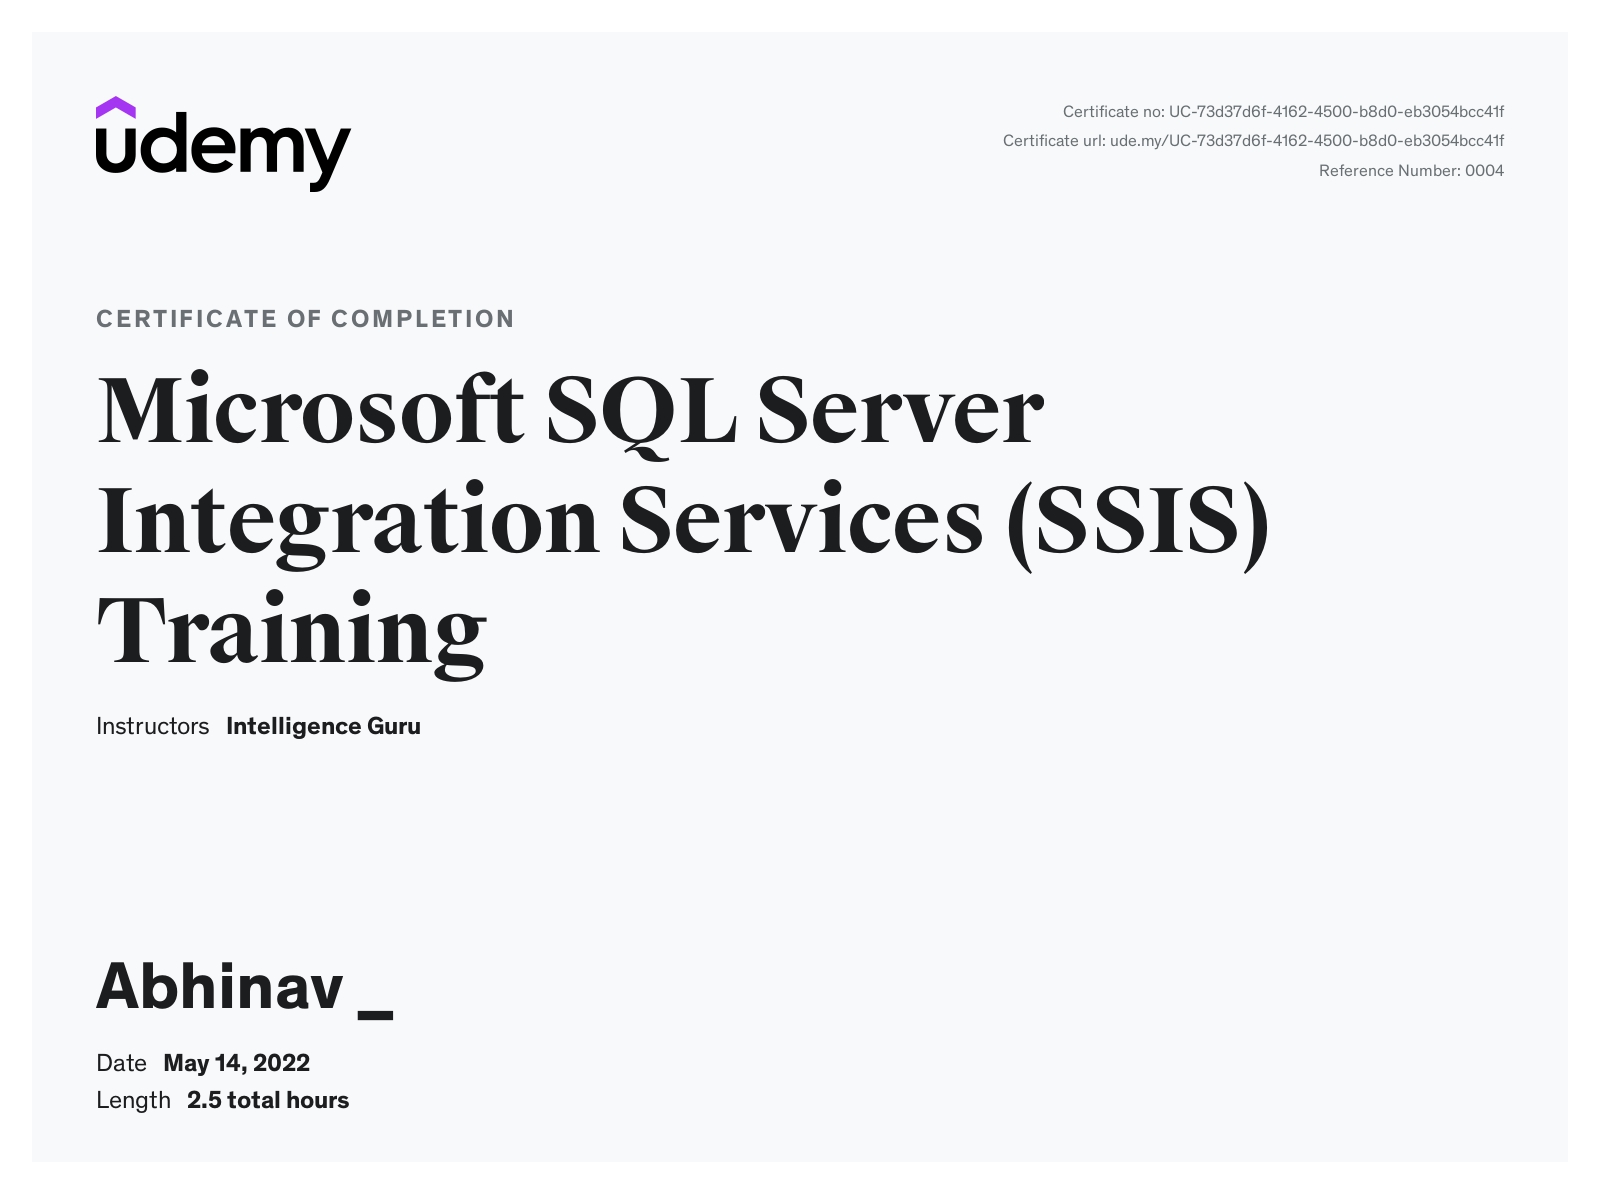 udemy
Certificate no: UC-73d37d6f-4162-4500-b8d0-eb3054bcc41f
Certificate url: ude.my/UC-73d37d6f-4162-4500-b8d0-eb3054bcc41f
Reference Number: 0004
CERTIFICATE OF COMPLETION
Microsoft SQL Server
Integration Services (SSIS)
Training
Instructors Intelligence Guru
Abhinav _
Date May 14, 2022
Length 2.5 total hours